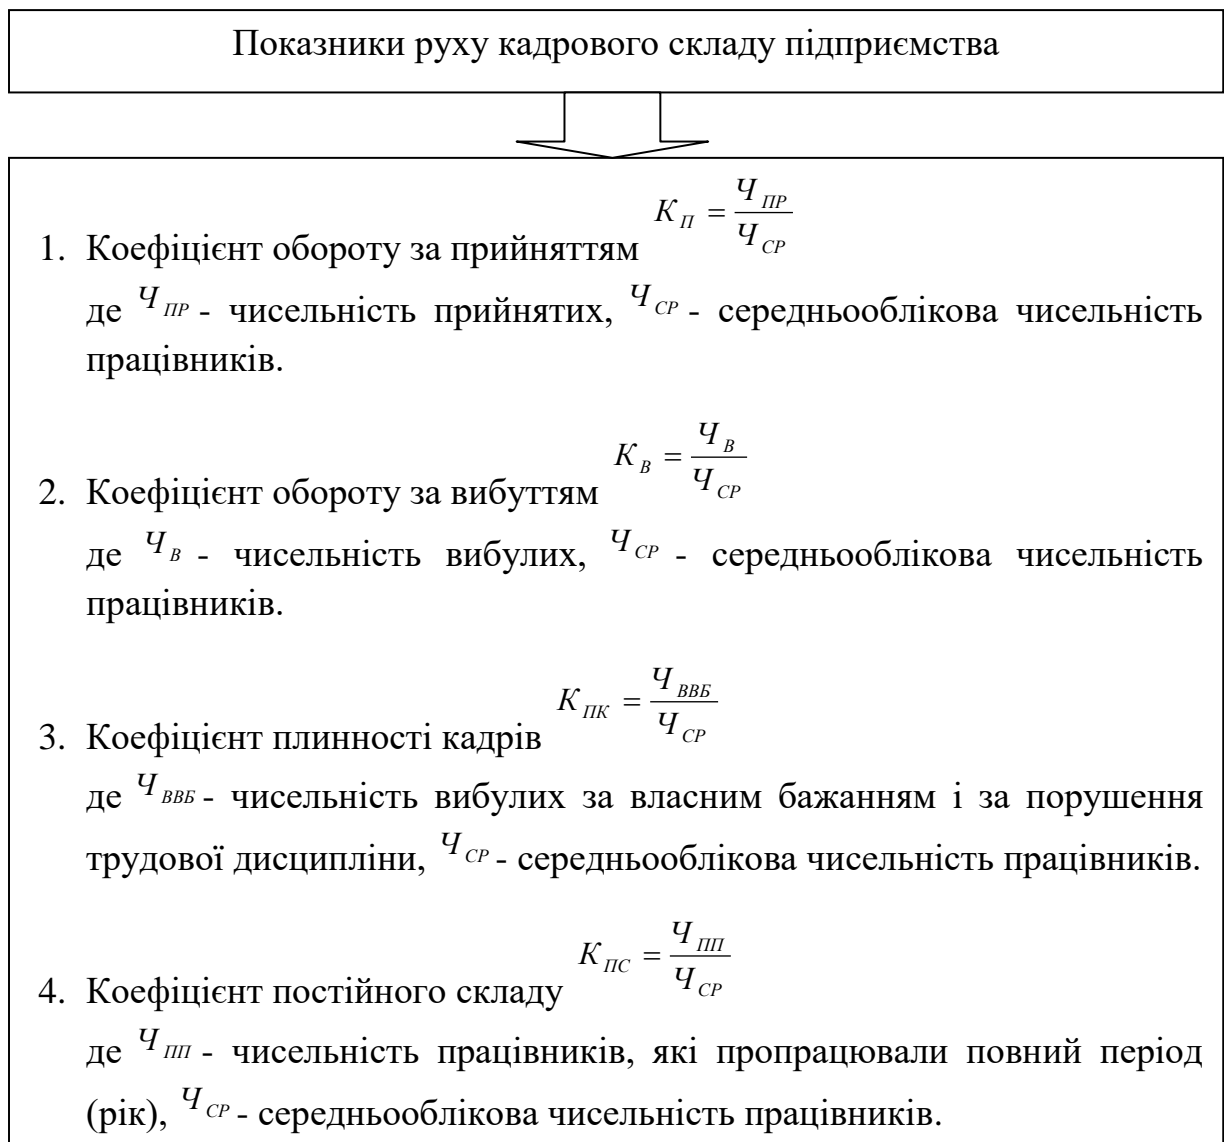 Показники руху кадрового складу підприємства
1. Коефіцієнт обороту за прийняттям К_П = Ч_ПР / Ч_СР
де Ч_ПР - чисельність прийнятих, Ч_СР - середньооблікова чисельність
працівників.
2. Коефіцієнт обороту за вибуттям К_В = Ч_В / Ч_СР
де Ч_В - чисельність вибулих, Ч_СР - середньооблікова чисельність
працівників.
3. Коефіцієнт плинності кадрів К_ПК = Ч_ВВБ / Ч_СР
де Ч_ВВБ - чисельність вибулих за власним бажанням і за порушення
трудової дисципліни, Ч_СР - середньооблікова чисельність працівників.
4. Коефіцієнт постійного складу К_ПС = Ч_ПП / Ч_СР
де Ч_ПП - чисельність працівників, які пропрацювали повний період
(рік), Ч_СР - середньооблікова чисельність працівників.